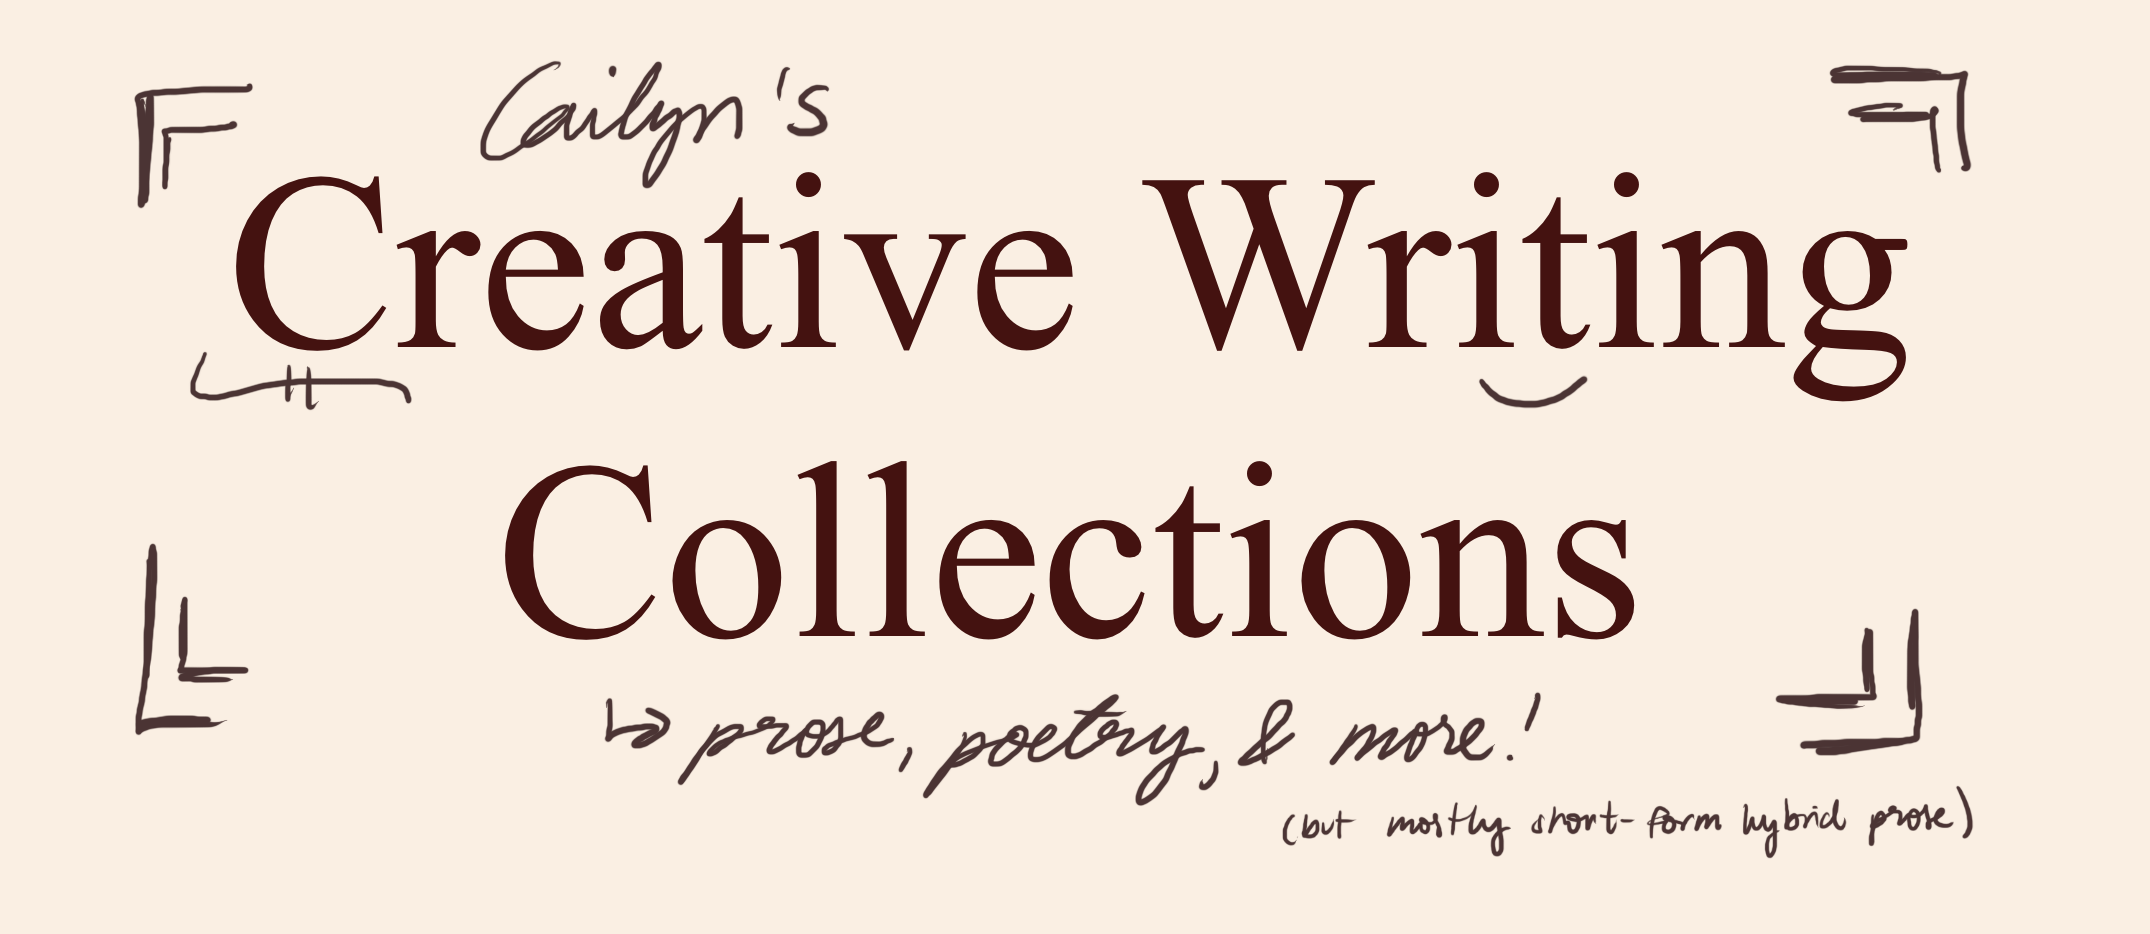 Cailyn's
Creative Writing
Collections
↳ prose, poetry, & more!
(but mostly short-form hybrid prose)